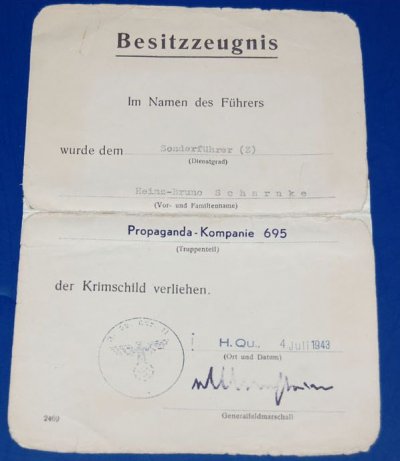 Besitzzeugnis
Im Namen des Führers
wurde dem Sonderführer (Z)
(Dienstgrad)
Heinz-Bruno Scharnke
(Vor- und Familienname)
Propaganda-Kompanie 695
(Truppenteil)
der Krimschild verliehen.
H. Qu., 4 Juli 1943
(Ort und Datum)
Generalfeldmarschall
2469